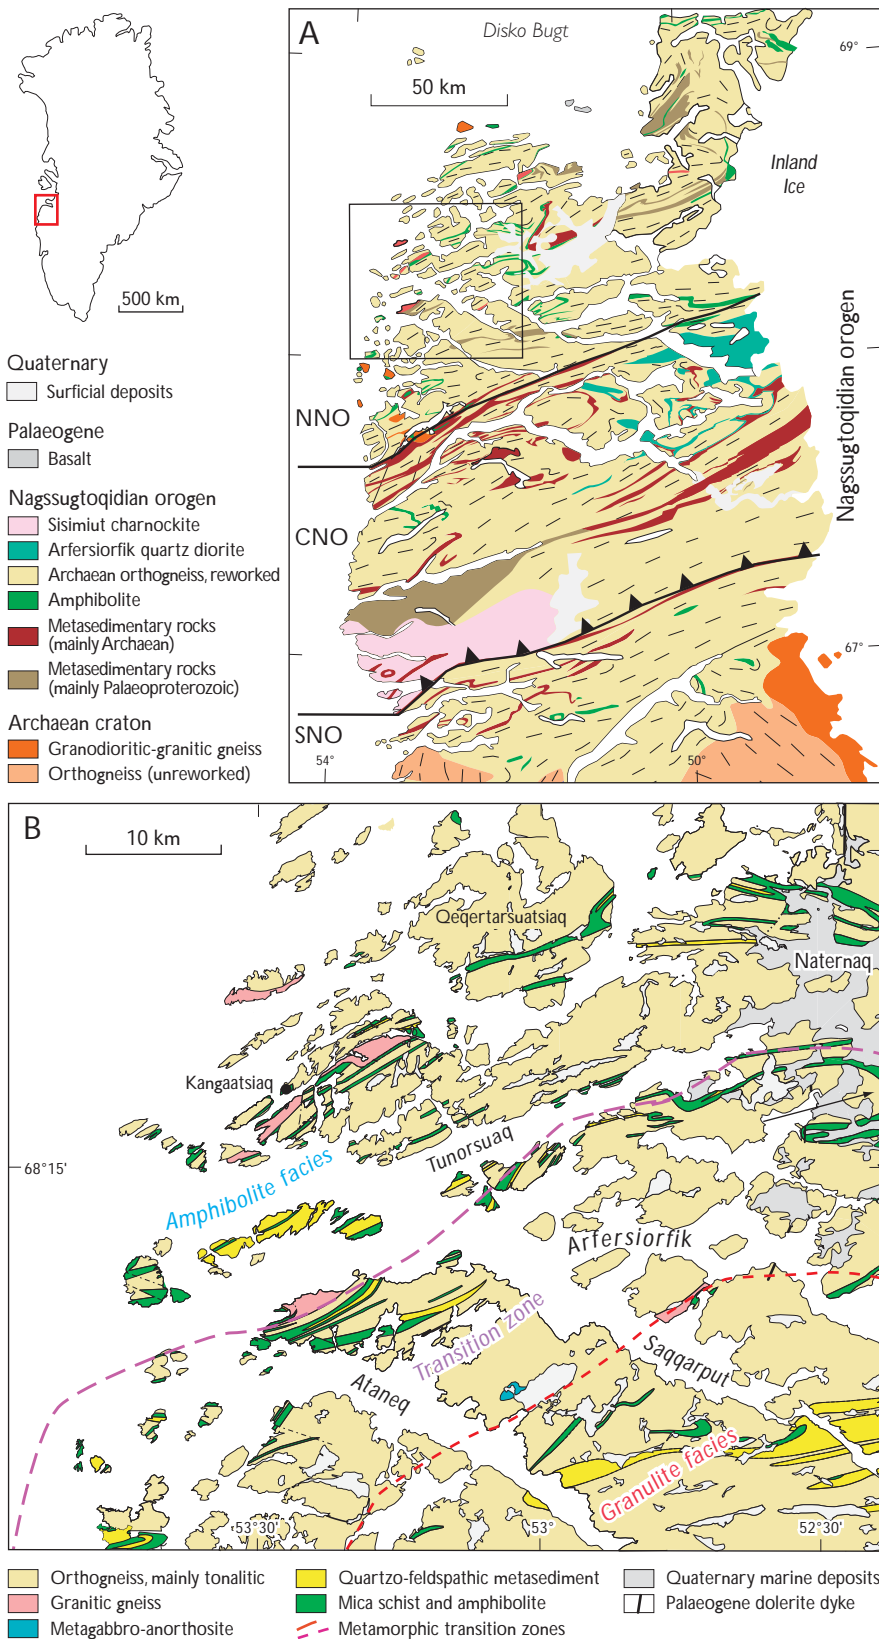 A
Disko Bugt
69°
50 km
Inland
Ice
500 km
Quaternary
Surficial deposits
Palaeogene
Basalt
Nagssugtoqidian orogen
Sisimiut charnockite
Arfersiorfik quartz diorite
Archaean orthogneiss, reworked
Amphibolite
Metasedimentary rocks
(mainly Archaean)
Metasedimentary rocks
(mainly Palaeoproterozoic)
Archaean craton
Granodioritic-granitic gneiss
Orthogneiss (unreworked)
NNO
CNO
SNO
Nagssugtoqidian orogen
67°
54°
50°
B
10 km
Qeqertarsuatsiaq
Naternaq
Kangaatsiaq
Tunorsuaq
68°15'
Amphibolite facies
Arfersiorfik
Transition zone
Saqqarput
Ataneq
Granulite facies
53°30'
53°
52°30'
Orthogneiss, mainly tonalitic
Granitic gneiss
Metagabbro-anorthosite
Quartzo-feldspathic metasediment
Mica schist and amphibolite
Metamorphic transition zones
Quaternary marine deposits
Palaeogene dolerite dyke